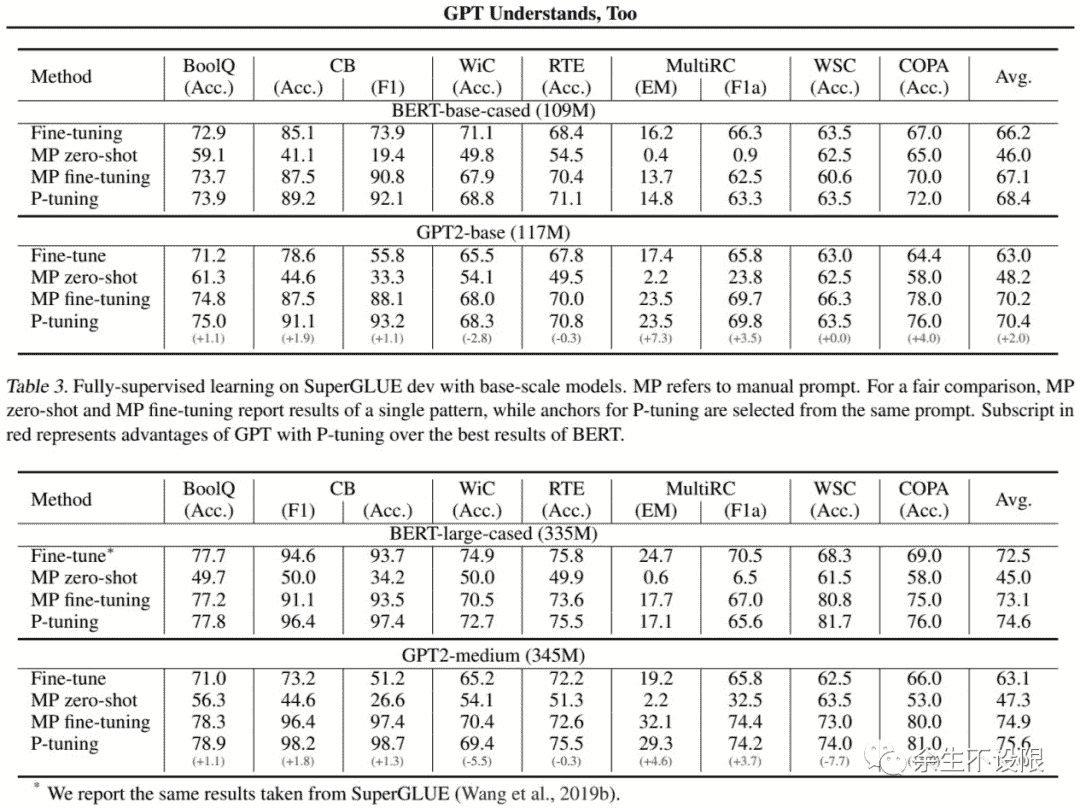 GPT Understands, Too
Method BoolQ CB WiC RTE MultiRC WSC COPA Avg.
(Acc.) (Acc.) (F1) (Acc.) (Acc.) (EM) (F1a) (Acc.) (Acc.)
BERT-base-cased (109M)
Fine-tuning 72.9 85.1 73.9 71.1 68.4 16.2 66.3 63.5 67.0 66.2
MP zero-shot 59.1 41.1 19.4 49.8 54.5 0.4 0.9 62.5 65.0 46.0
MP fine-tuning 73.7 87.5 90.8 67.9 70.4 13.7 62.5 60.6 70.0 67.1
P-tuning 73.9 89.2 92.1 68.8 71.1 14.8 63.3 63.5 72.0 68.4
GPT2-base (117M)
Fine-tune 71.2 78.6 55.8 65.5 67.8 17.4 65.8 63.0 64.4 63.0
MP zero-shot 61.3 44.6 33.3 54.1 49.5 2.2 23.8 62.5 58.0 48.2
MP fine-tuning 74.8 87.5 88.1 68.0 70.0 23.5 69.7 66.3 78.0 70.2
P-tuning 75.0 91.1 93.2 68.3 70.8 23.5 69.8 63.5 76.0 70.4
(+1.1) (+1.9) (+1.1) (-2.8) (-0.3) (+7.3) (+3.5) (+0.0) (+4.0) (+2.0)
Table 3. Fully-supervised learning on SuperGLUE dev with base-scale models. MP refers to manual prompt. For a fair comparison, MP
zero-shot and MP fine-tuning report results of a single pattern, while anchors for P-tuning are selected from the same prompt. Subscript in
red represents advantages of GPT with P-tuning over the best results of BERT.
Method BoolQ CB WiC RTE MultiRC WSC COPA Avg.
(Acc.) (F1) (Acc.) (Acc.) (Acc.) (EM) (F1a) (Acc.) (Acc.)
BERT-large-cased (335M)
Fine-tune* 77.7 94.6 93.7 74.9 75.8 24.7 70.5 68.3 69.0 72.5
MP zero-shot 49.7 50.0 34.2 50.0 49.9 0.6 6.5 61.5 58.0 45.0
MP fine-tuning 77.2 91.1 93.5 70.5 73.6 17.7 67.0 80.8 75.0 73.1
P-tuning 77.8 96.4 97.4 72.7 75.5 17.1 65.6 81.7 76.0 74.6
GPT2-medium (345M)
Fine-tune 71.0 73.2 51.2 65.2 72.2 19.2 65.8 62.5 66.0 63.1
MP zero-shot 56.3 44.6 26.6 54.1 51.3 2.2 32.5 63.5 53.0 47.3
MP fine-tuning 78.3 96.4 97.4 70.4 72.6 32.1 74.4 73.0 80.0 74.9
P-tuning 78.9 98.2 98.7 69.4 75.5 29.3 74.2 74.0 81.0 75.6
(+1.1) (+1.8) (+1.3) (-5.5) (-0.3) (+4.6) (+3.7) (-7.7)
余生不设限
* We report the same results taken from SuperGLUE (Wang et al., 2019b).